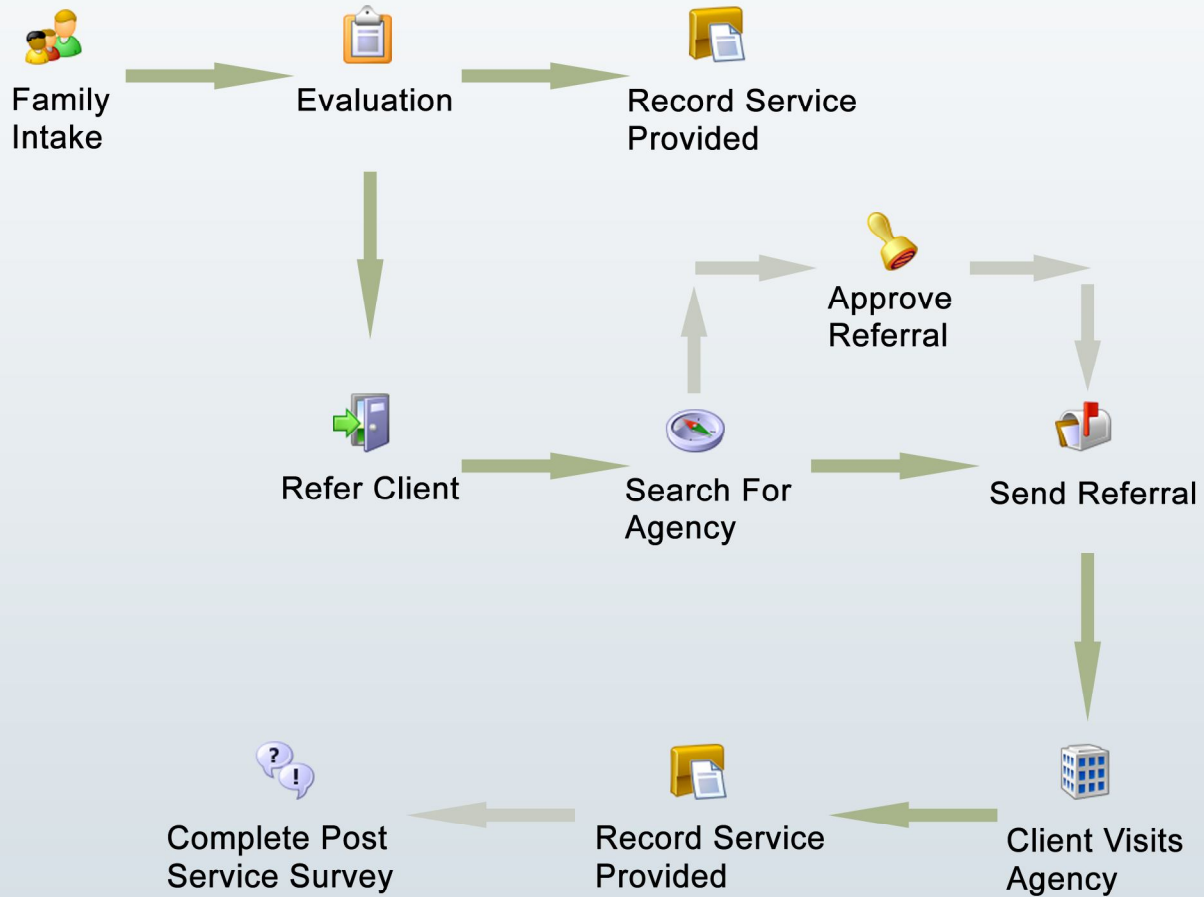 Family
Intake
Evaluation
Record Service
Provided
Approve
Referral
Refer Client
Search For
Agency
Send Referral
?
!
Complete Post
Service Survey
Record Service
Provided
Client Visits
Agency